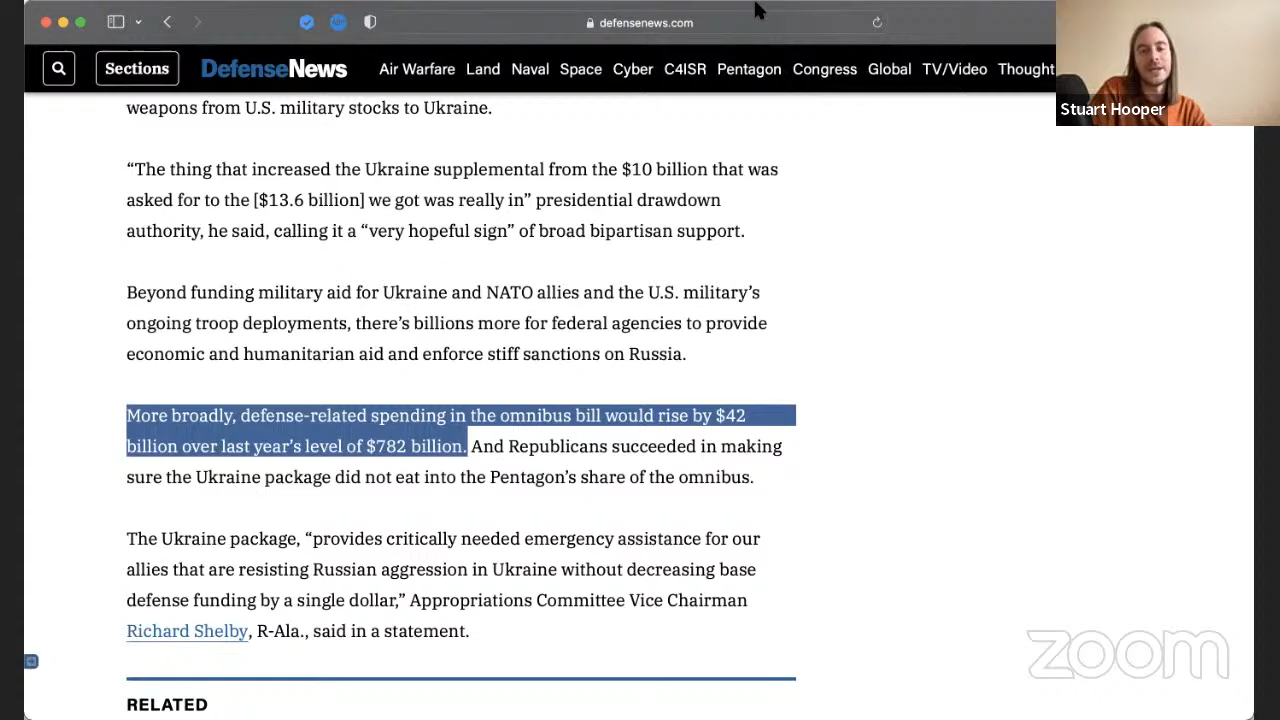 defensenews.com
Sections
DefenseNews
Air Warfare Land Naval Space Cyber C4ISR Pentagon Congress Global TV/Video Thought
Stuart Hooper
weapons from U.S. military stocks to Ukraine.
“The thing that increased the Ukraine supplemental from the $10 billion that was
asked for to the [$13.6 billion] we got was really in” presidential drawdown
authority, he said, calling it a “very hopeful sign” of broad bipartisan support.
Beyond funding military aid for Ukraine and NATO allies and the U.S. military’s
ongoing troop deployments, there’s billions more for federal agencies to provide
economic and humanitarian aid and enforce stiff sanctions on Russia.
More broadly, defense-related spending in the omnibus bill would rise by $42
billion over last year’s level of $782 billion. And Republicans succeeded in making
sure the Ukraine package did not eat into the Pentagon’s share of the omnibus.
The Ukraine package, “provides critically needed emergency assistance for our
allies that are resisting Russian aggression in Ukraine without decreasing base
defense funding by a single dollar,” Appropriations Committee Vice Chairman
Richard Shelby, R-Ala., said in a statement.
zoom
RELATED